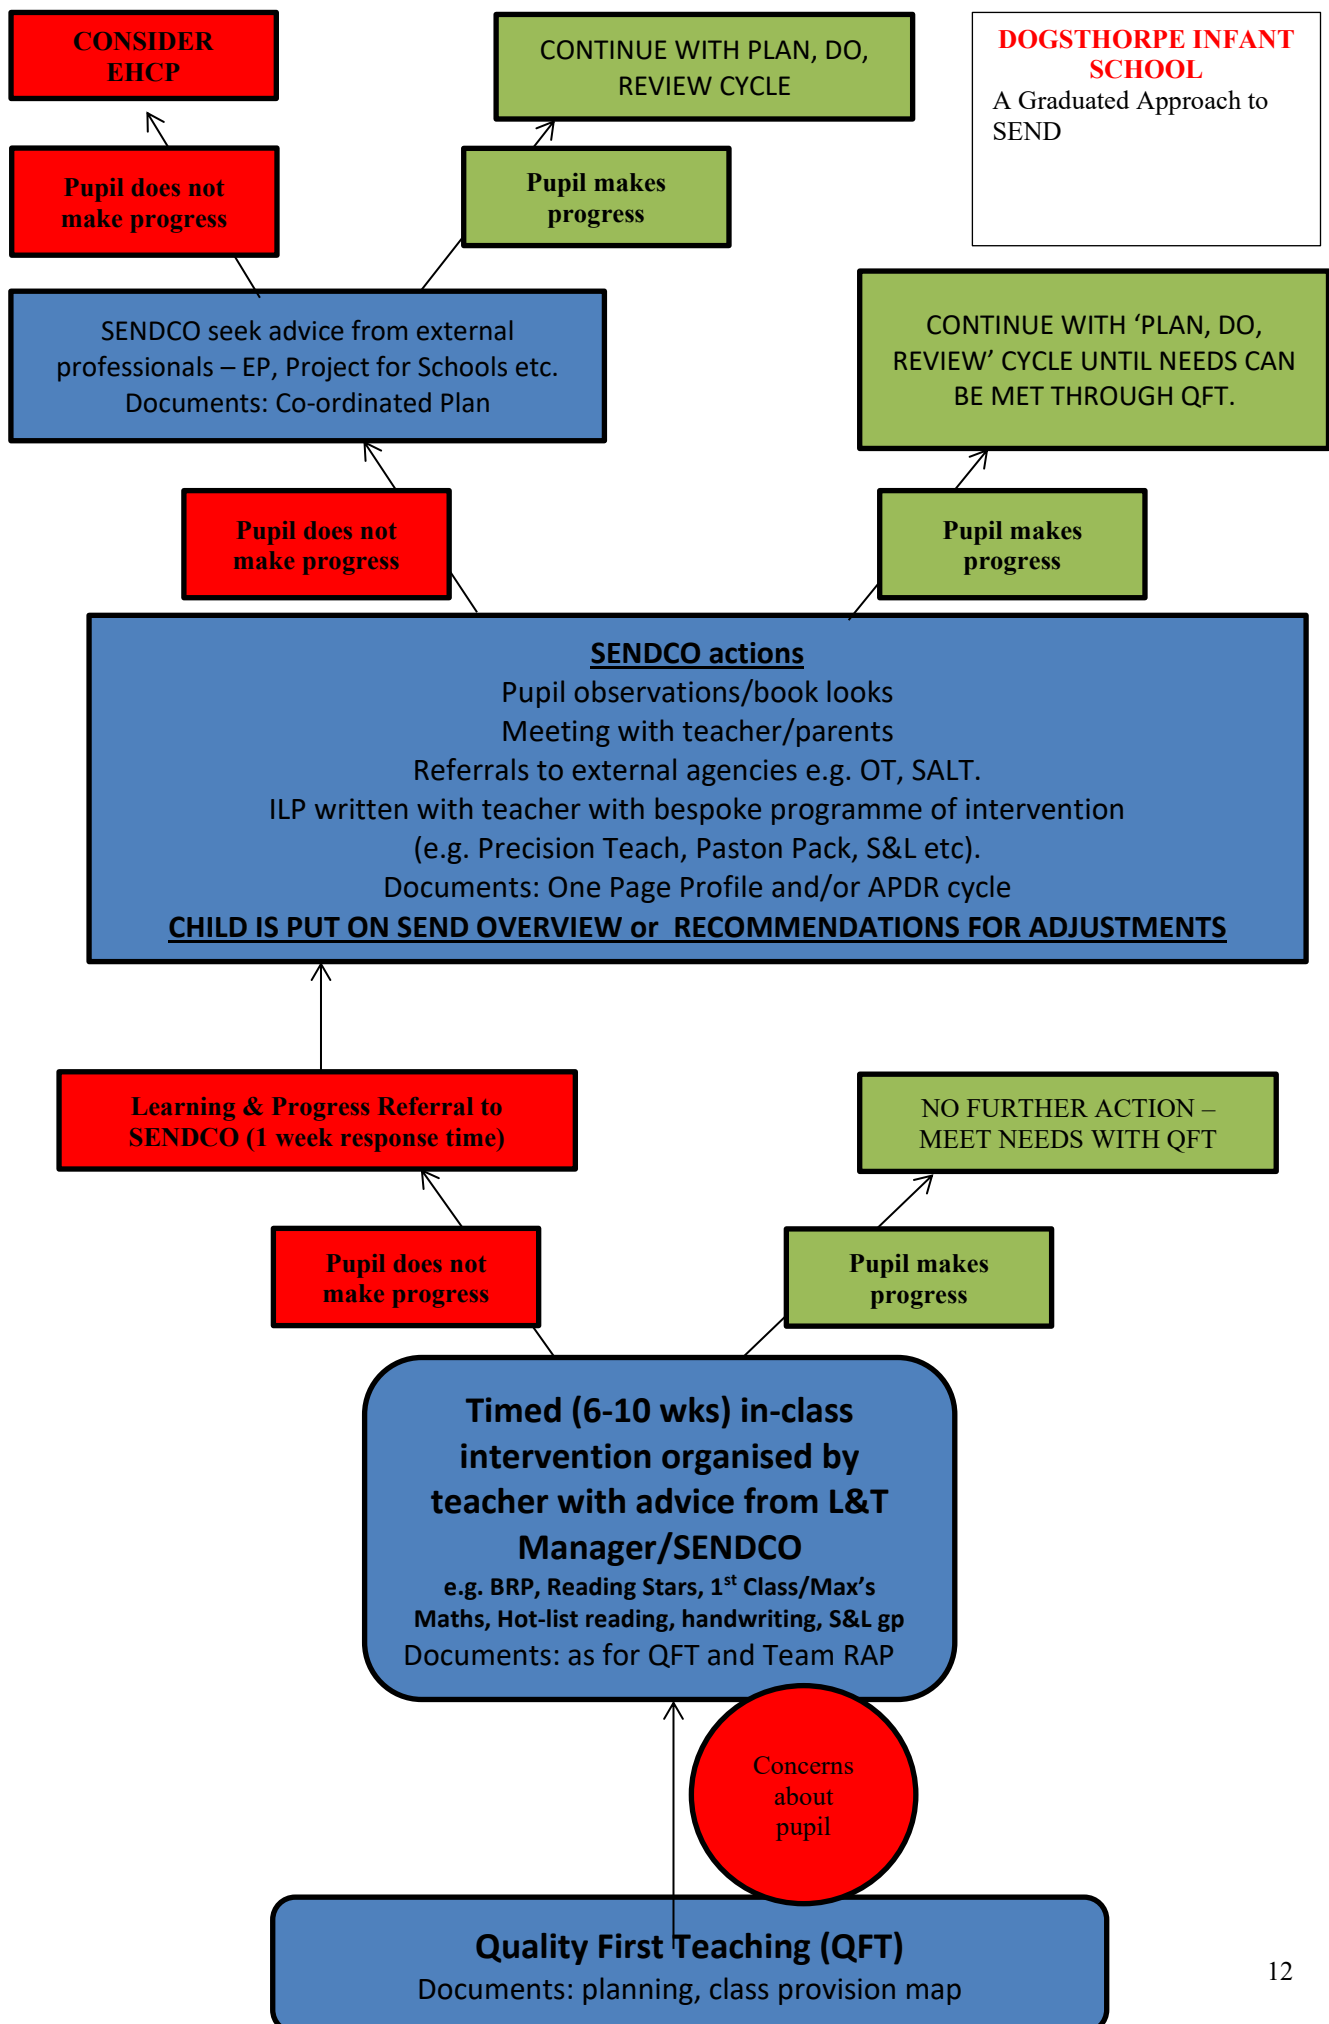 CONSIDER
EHCP
CONTINUE WITH PLAN, DO,
REVIEW CYCLE
DOGSTHORPE INFANT
SCHOOL
A Graduated Approach to
SEND
Pupil does not
make progress
Pupil makes
progress
SENDCO seek advice from external
professionals – EP, Project for Schools etc.
Documents: Co-ordinated Plan
CONTINUE WITH ‘PLAN, DO,
REVIEW’ CYCLE UNTIL NEEDS CAN
BE MET THROUGH QFT.
Pupil does not
make progress
Pupil makes
progress
SENDCO actions
Pupil observations/book looks
Meeting with teacher/parents
Referrals to external agencies e.g. OT, SALT.
ILP written with teacher with bespoke programme of intervention
(e.g. Precision Teach, Paston Pack, S&L etc).
Documents: One Page Profile and/or APDR cycle
CHILD IS PUT ON SEND OVERVIEW or  RECOMMENDATIONS FOR ADJUSTMENTS
Learning & Progress Referral to
SENDCO (1 week response time)
NO FURTHER ACTION –
MEET NEEDS WITH QFT
Pupil does not
make progress
Pupil makes
progress
Timed (6-10 wks) in-class
intervention organised by
teacher with advice from L&T
Manager/SENDCO
e.g. BRP, Reading Stars, 1st Class/Max’s
Maths, Hot-list reading, handwriting, S&L gp
Documents: as for QFT and Team RAP
Concerns
about
pupil
Quality First Teaching (QFT)
Documents: planning, class provision map
12